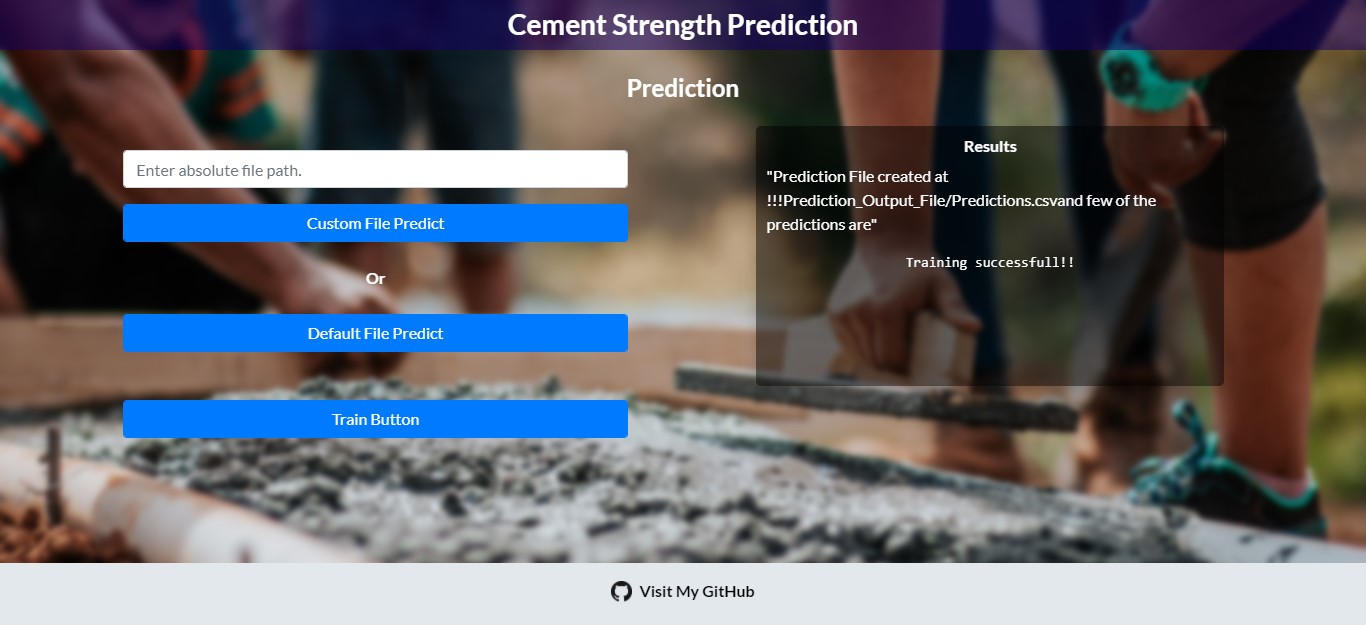 Cement Strength Prediction
Prediction
Enter absolute file path.
Custom File Predict
Or
Default File Predict
Train Button
Results
"Prediction File created at
!!!Prediction_Output_File/Predictions.csvand few of the
predictions are"
Training successfull!!
Visit My GitHub